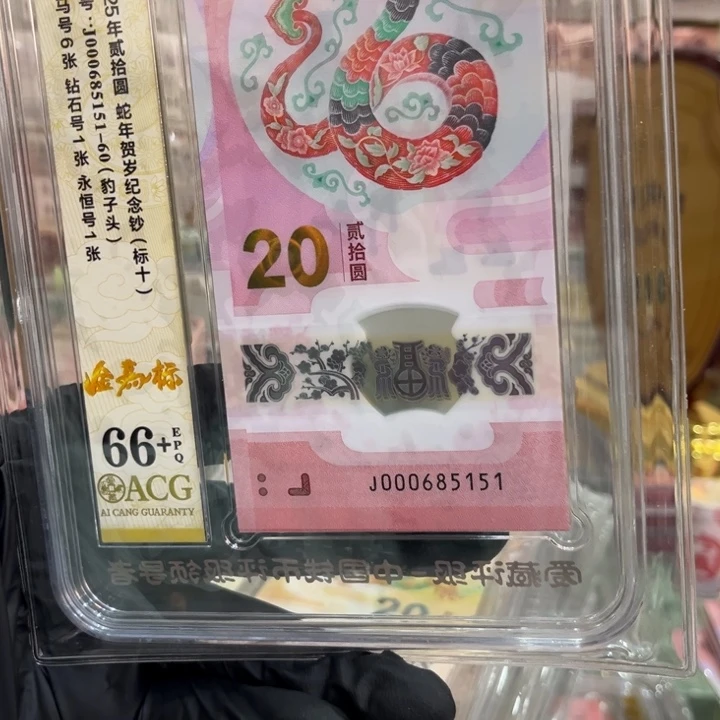 25年贰拾圆 蛇年贺岁纪念钞(标十)
号:J000685151-60(豹子头)
马号6张 钻石号1张 永恒号1张
金马标
66+
EPQ
ACG
AI CANG GUARANTY
20
贰拾圆
J000685151
爱藏评级-中国钱币评级领导者
20